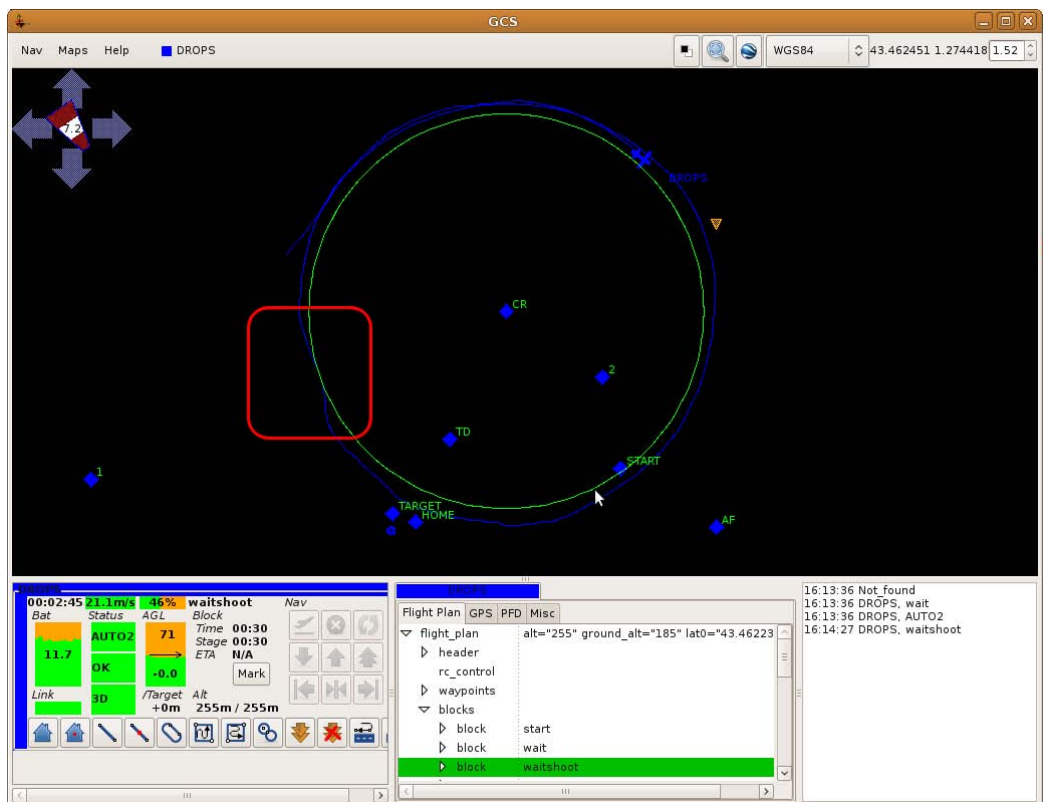 GCS
Nav Maps Help DROPS WGS84 43.462451 1.274418 1.52
7.2
DROPS
CR
2
TD
START
1
TARGET
HOME
AF
00:02:45 21.1m/s 46% waitshoot Nav
Bat Status AGL Block
AUTO2 71 Time 00:30
Stage 00:30
11.7 ETA N/A
OK -0.0 Mark
Link 3D /Target Alt
+0m 255m / 255m
DROPS
Flight Plan GPS PFD Misc
flight_plan alt="255" ground_alt="185" lat0="43.46223
header
rc_control
waypoints
blocks
block start
block wait
block waitshoot
16:13:36 Not_found
16:13:36 DROPS, wait
16:13:36 DROPS, AUTO2
16:14:27 DROPS, waitshoot